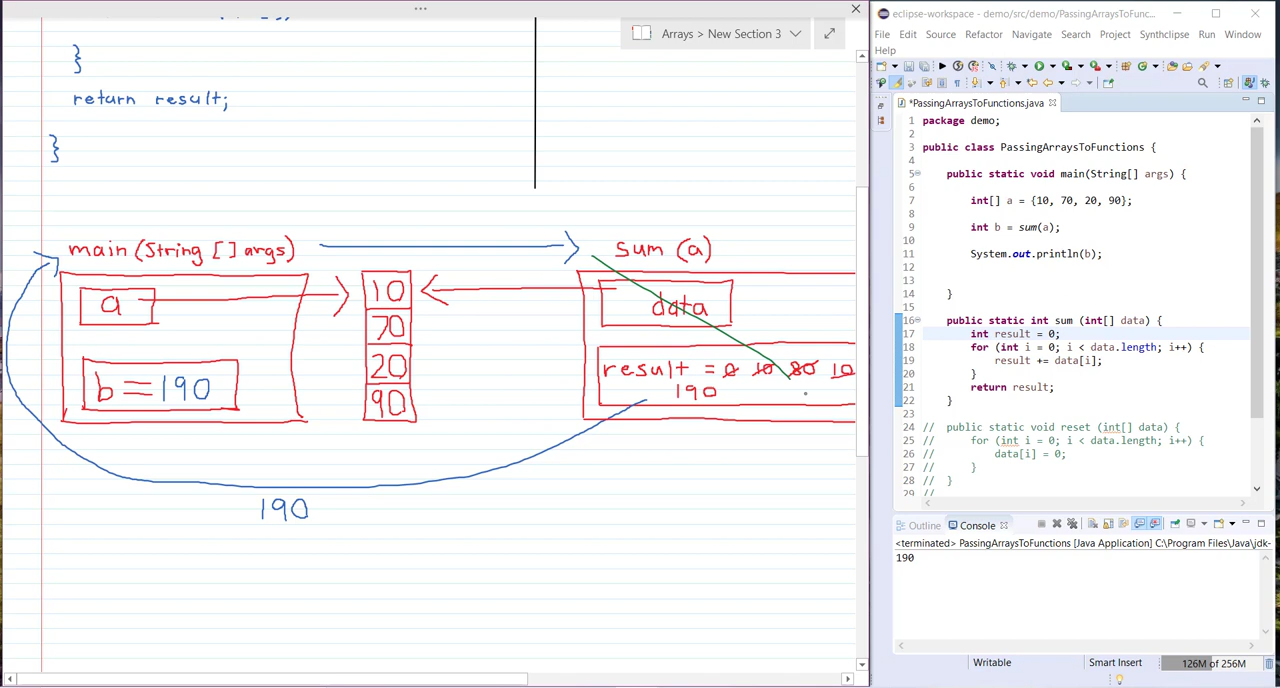 }
return result;
}
Arrays > New Section 3
main (String [] args)
a
b = 190
10
70
20
90
sum (a)
data
result = 0 10 80 10
190
190
eclipse-workspace - demo/src/demo/PassingArraysToFunc...
File Edit Source Refactor Navigate Search Project Synthclipse Run Window
Help
*PassingArraysToFunctions.java
1 package demo;
2
3 public class PassingArraysToFunctions {
4
5 public static void main(String[] args) {
6
7 int[] a = {10, 70, 20, 90};
8
9 int b = sum(a);
10
11 System.out.println(b);
12
13
14 }
15
16 public static int sum (int[] data) {
17 int result = 0;
18 for (int i = 0; i < data.length; i++) {
19 result += data[i];
20 }
21 return result;
22 }
23
24 // public static void reset (int[] data) {
25 // for (int i = 0; i < data.length; i++) {
26 // data[i] = 0;
27 // }
28 // }
29 //
Outline Console
<terminated> PassingArraysToFunctions [Java Application] C:\Program Files\Java\jdk-
190
Writable Smart Insert 126M of 256M